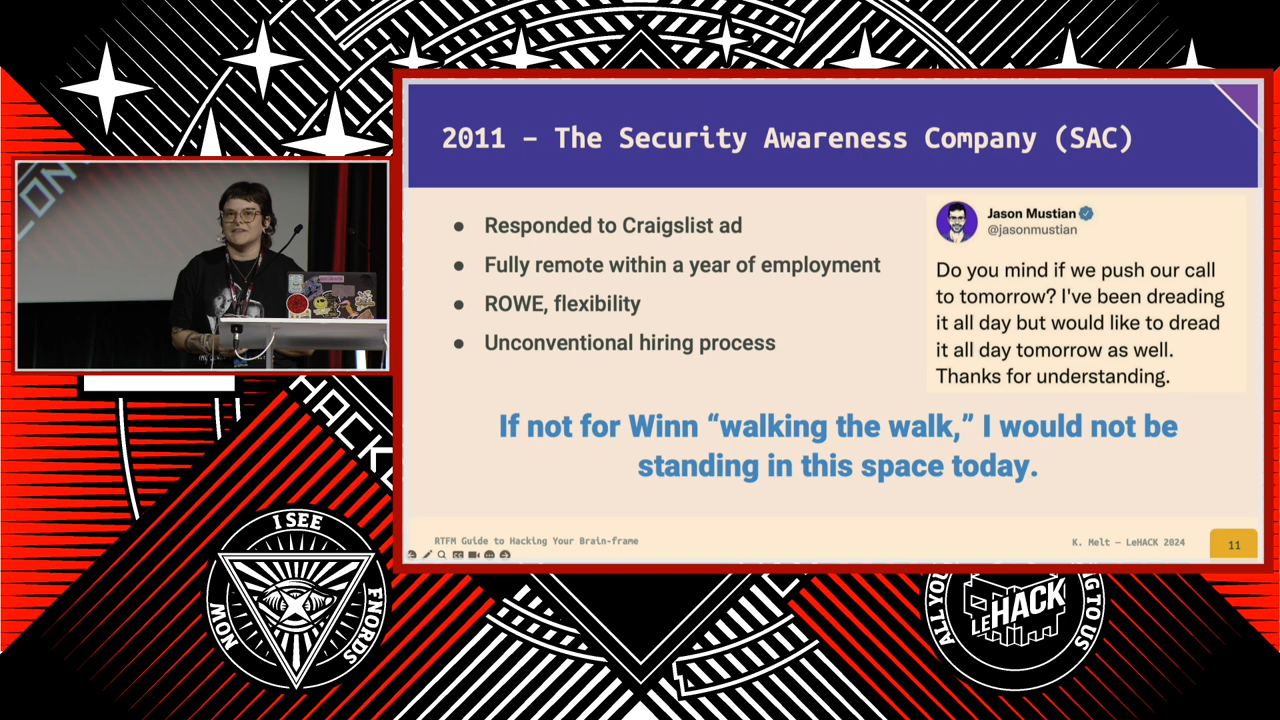 2011 – The Security Awareness Company (SAC)
● Responded to Craigslist ad
● Fully remote within a year of employment
● ROWE, flexibility
● Unconventional hiring process
Jason Mustian
@jasonmustian
Do you mind if we push our call
to tomorrow? I've been dreading
it all day but would like to dread
it all day tomorrow as well.
Thanks for understanding.
If not for Winn “walking the walk,” I would not be
standing in this space today.
RTFM Guide to Hacking Your Brain-frame
K. Melt – LeHACK 2024
11
I SEE
FNORDS
NOW
LEHACK